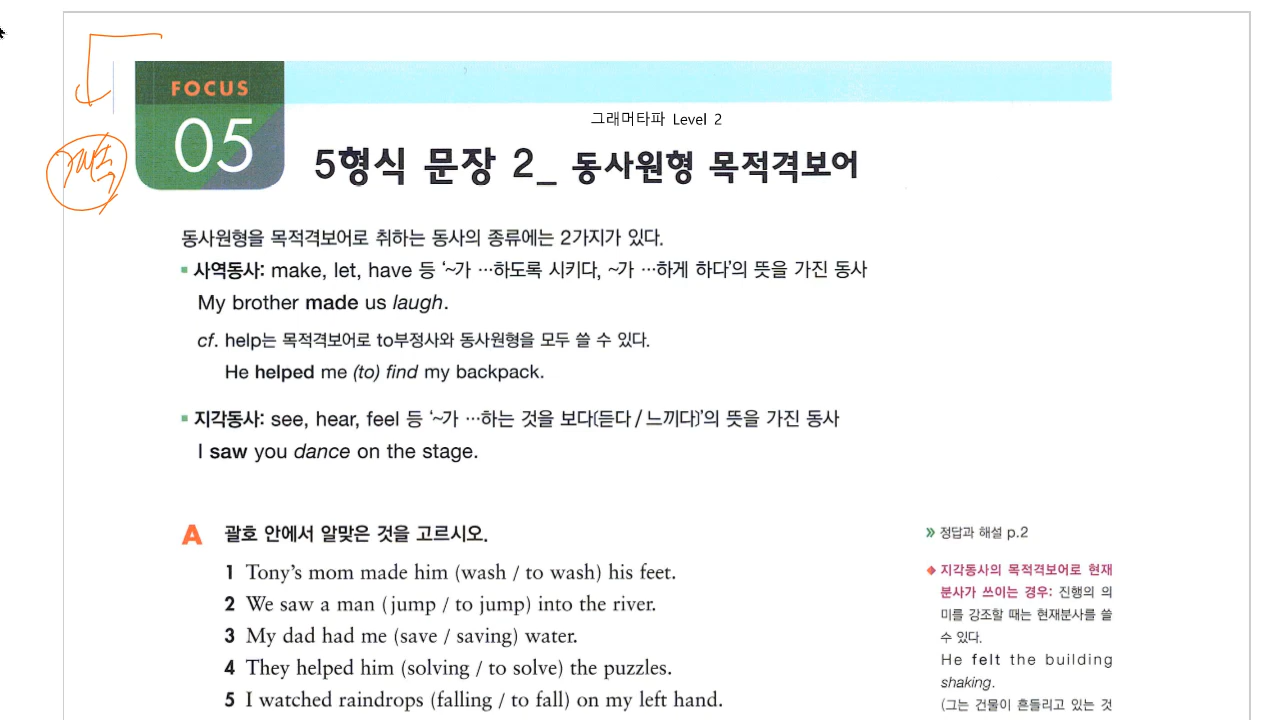 FOCUS
05
그래머타파 Level 2
5형식 문장 2_ 동사원형 목적격보어
동사원형을 목적격보어로 취하는 동사의 종류에는 2가지가 있다.
▪ 사역동사: make, let, have 등 ‘~가 …하도록 시키다, ~가 …하게 하다’의 뜻을 가진 동사
My brother made us laugh.
cf. help는 목적격보어로 to부정사와 동사원형을 모두 쓸 수 있다.
He helped me (to) find my backpack.
▪ 지각동사: see, hear, feel 등 ‘~가 …하는 것을 보다(듣다 / 느끼다)’의 뜻을 가진 동사
I saw you dance on the stage.
A 괄호 안에서 알맞은 것을 고르시오.
1 Tony’s mom made him (wash / to wash) his feet.
2 We saw a man (jump / to jump) into the river.
3 My dad had me (save / saving) water.
4 They helped him (solving / to solve) the puzzles.
5 I watched raindrops (falling / to fall) on my left hand.
» 정답과 해설 p.2
◆ 지각동사의 목적격보어로 현재
분사가 쓰이는 경우: 진행의 의
미를 강조할 때는 현재분사를 쓸
수 있다.
He felt the building
shaking.
(그는 건물이 흔들리고 있는 것